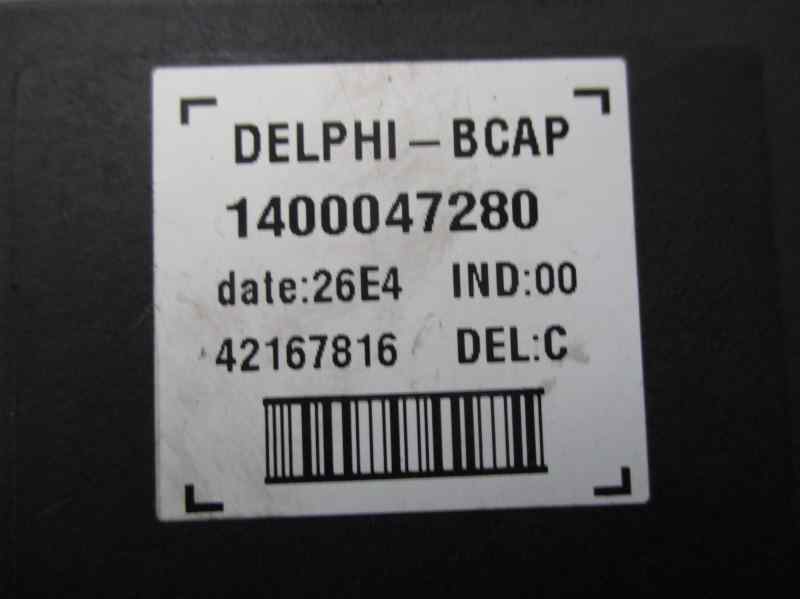 DELPHI – BCAP
1400047280
date:26E4 IND:00
42167816 DEL:C